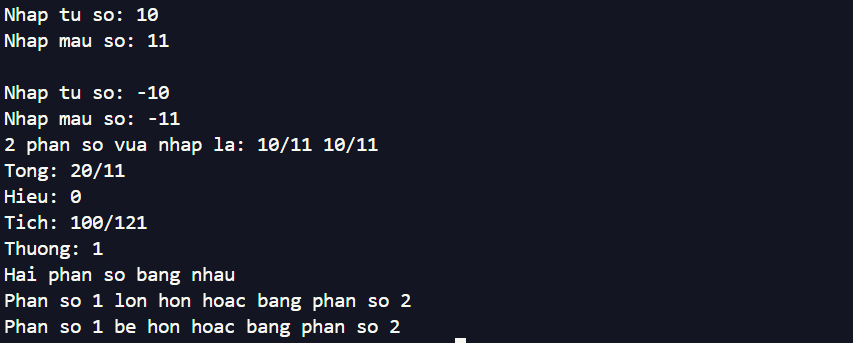 Nhap tu so: 10
Nhap mau so: 11
Nhap tu so: -10
Nhap mau so: -11
2 phan so vua nhap la: 10/11 10/11
Tong: 20/11
Hieu: 0
Tich: 100/121
Thuong: 1
Hai phan so bang nhau
Phan so 1 lon hon hoac bang phan so 2
Phan so 1 be hon hoac bang phan so 2